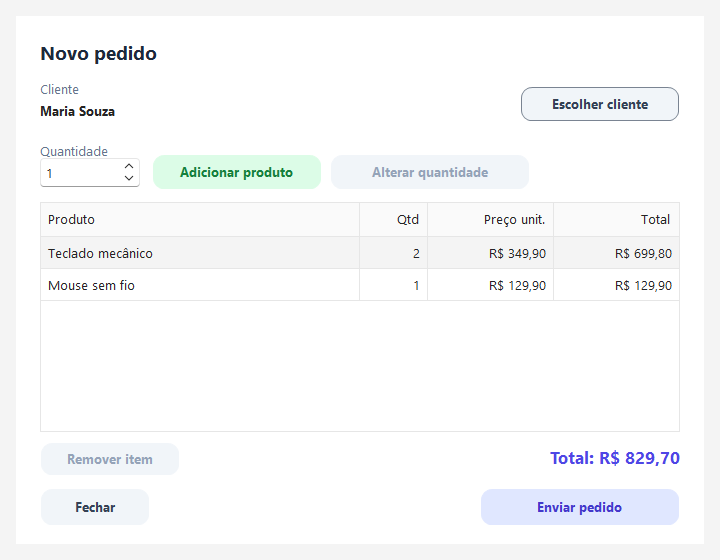 Novo pedido
Cliente
Maria Souza
Escolher cliente
Quantidade
1
Adicionar produto
Alterar quantidade
Produto Qtd Preço unit. Total
Teclado mecânico 2 R$ 349,90 R$ 699,80
Mouse sem fio 1 R$ 129,90 R$ 129,90
Remover item
Total: R$ 829,70
Fechar
Enviar pedido